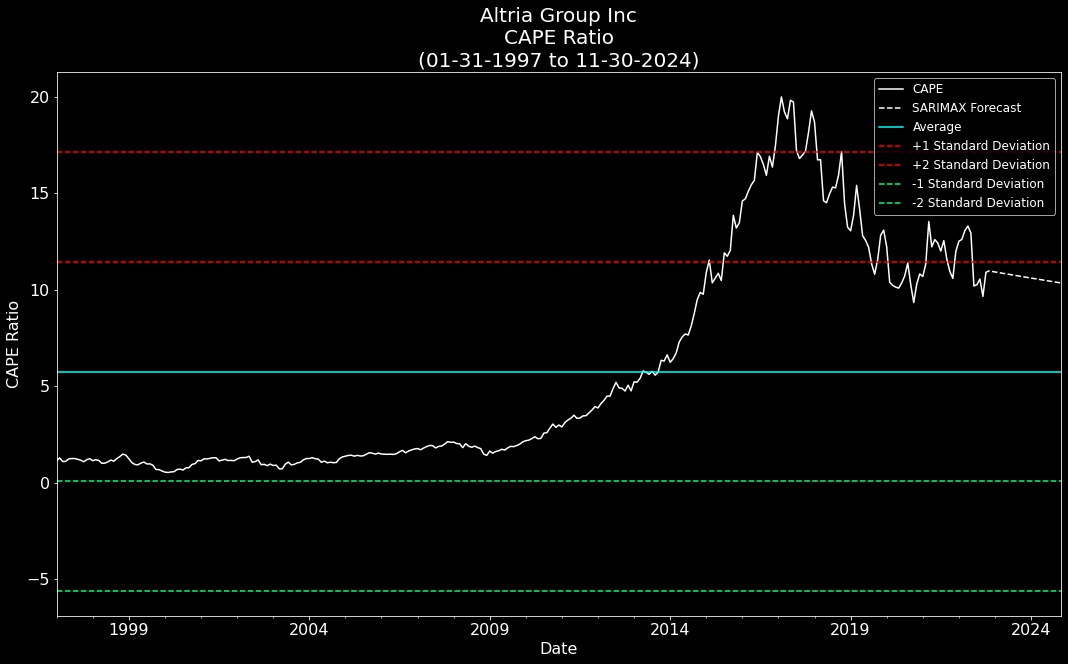 Altria Group Inc
CAPE Ratio
(01-31-1997 to 11-30-2024)
CAPE
SARIMAX Forecast
Average
+1 Standard Deviation
+2 Standard Deviation
-1 Standard Deviation
-2 Standard Deviation
20
15
10
5
0
−5
CAPE Ratio
1999
2004
2009
2014
2019
2024
Date